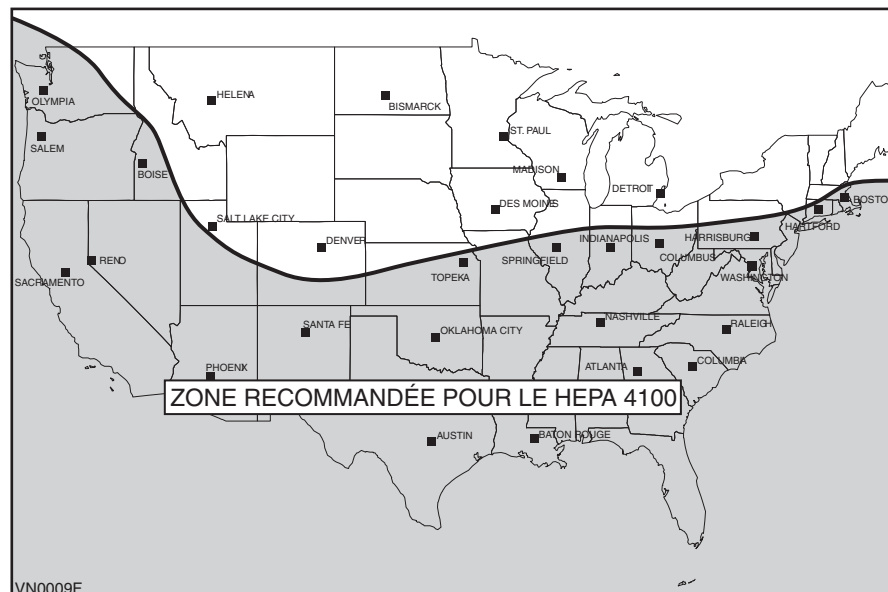 OLYMPIA
HELENA
BISMARCK
SALEM
ST. PAUL
BOISE
MADISON
DETROIT
DES MOINES
BOSTO
SALT LAKE CITY
HARTFORD
DENVER
INDIANAPOLIS
HARRISBURG
RENO
SPRINGFIELD
COLUMBUS
TOPEKA
SACRAMENTO
WASHINGTON
SANTA FE
OKLAHOMA CITY
NASHVILLE
RALEIGH
PHOENIX
ATLANTA
COLUMBA
ZONE RECOMMANDÉE POUR LE HEPA 4100
AUSTIN
BATON ROUGE
VN0009F